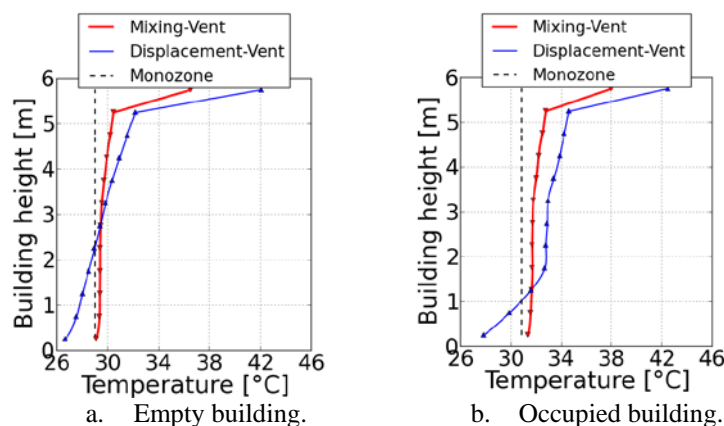 Mixing-Vent
Displacement-Vent
Monozone
6
5
4
3
2
1
0
26 30 34 38 42 46
Building height [m]
Temperature [°C]
a. Empty building.
Mixing-Vent
Displacement-Vent
Monozone
6
5
4
3
2
1
0
26 30 34 38 42 46
Building height [m]
Temperature [°C]
b. Occupied building.